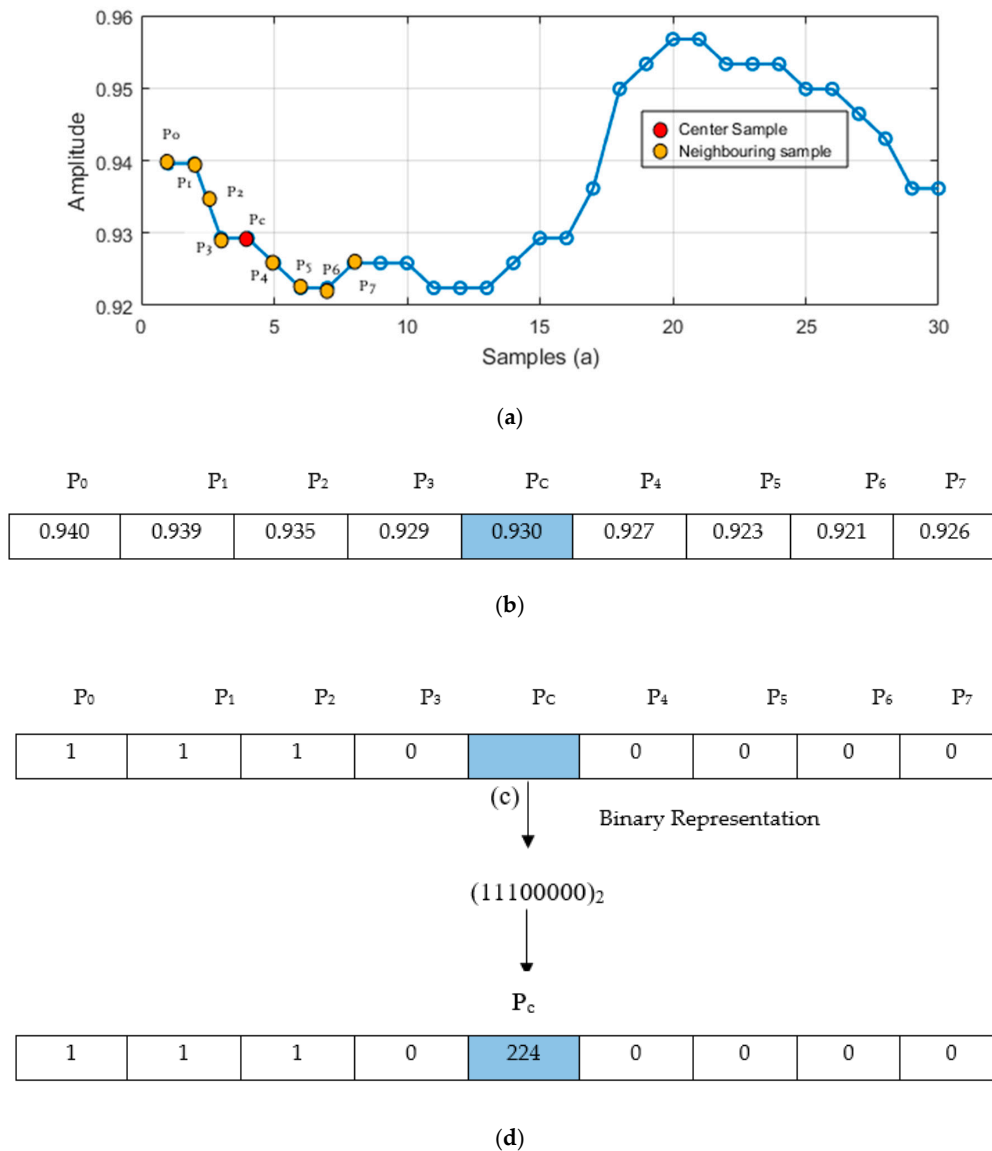 0.96
0.95
0.94
0.93
0.92
Amplitude
P0
P1
P2
P3
Pc
P4
P5
P6
P7
Center Sample
Neighbouring sample
0 5 10 15 20 25 30
Samples (a)
(a)
P0 P1 P2 P3 PC P4 P5 P6 P7
0.940 0.939 0.935 0.929 0.930 0.927 0.923 0.921 0.926
(b)
P0 P1 P2 P3 PC P4 P5 P6 P7
1 1 1 0 0 0 0 0
(c)
Binary Representation
(11100000)2
Pc
1 1 1 0 224 0 0 0 0
(d)